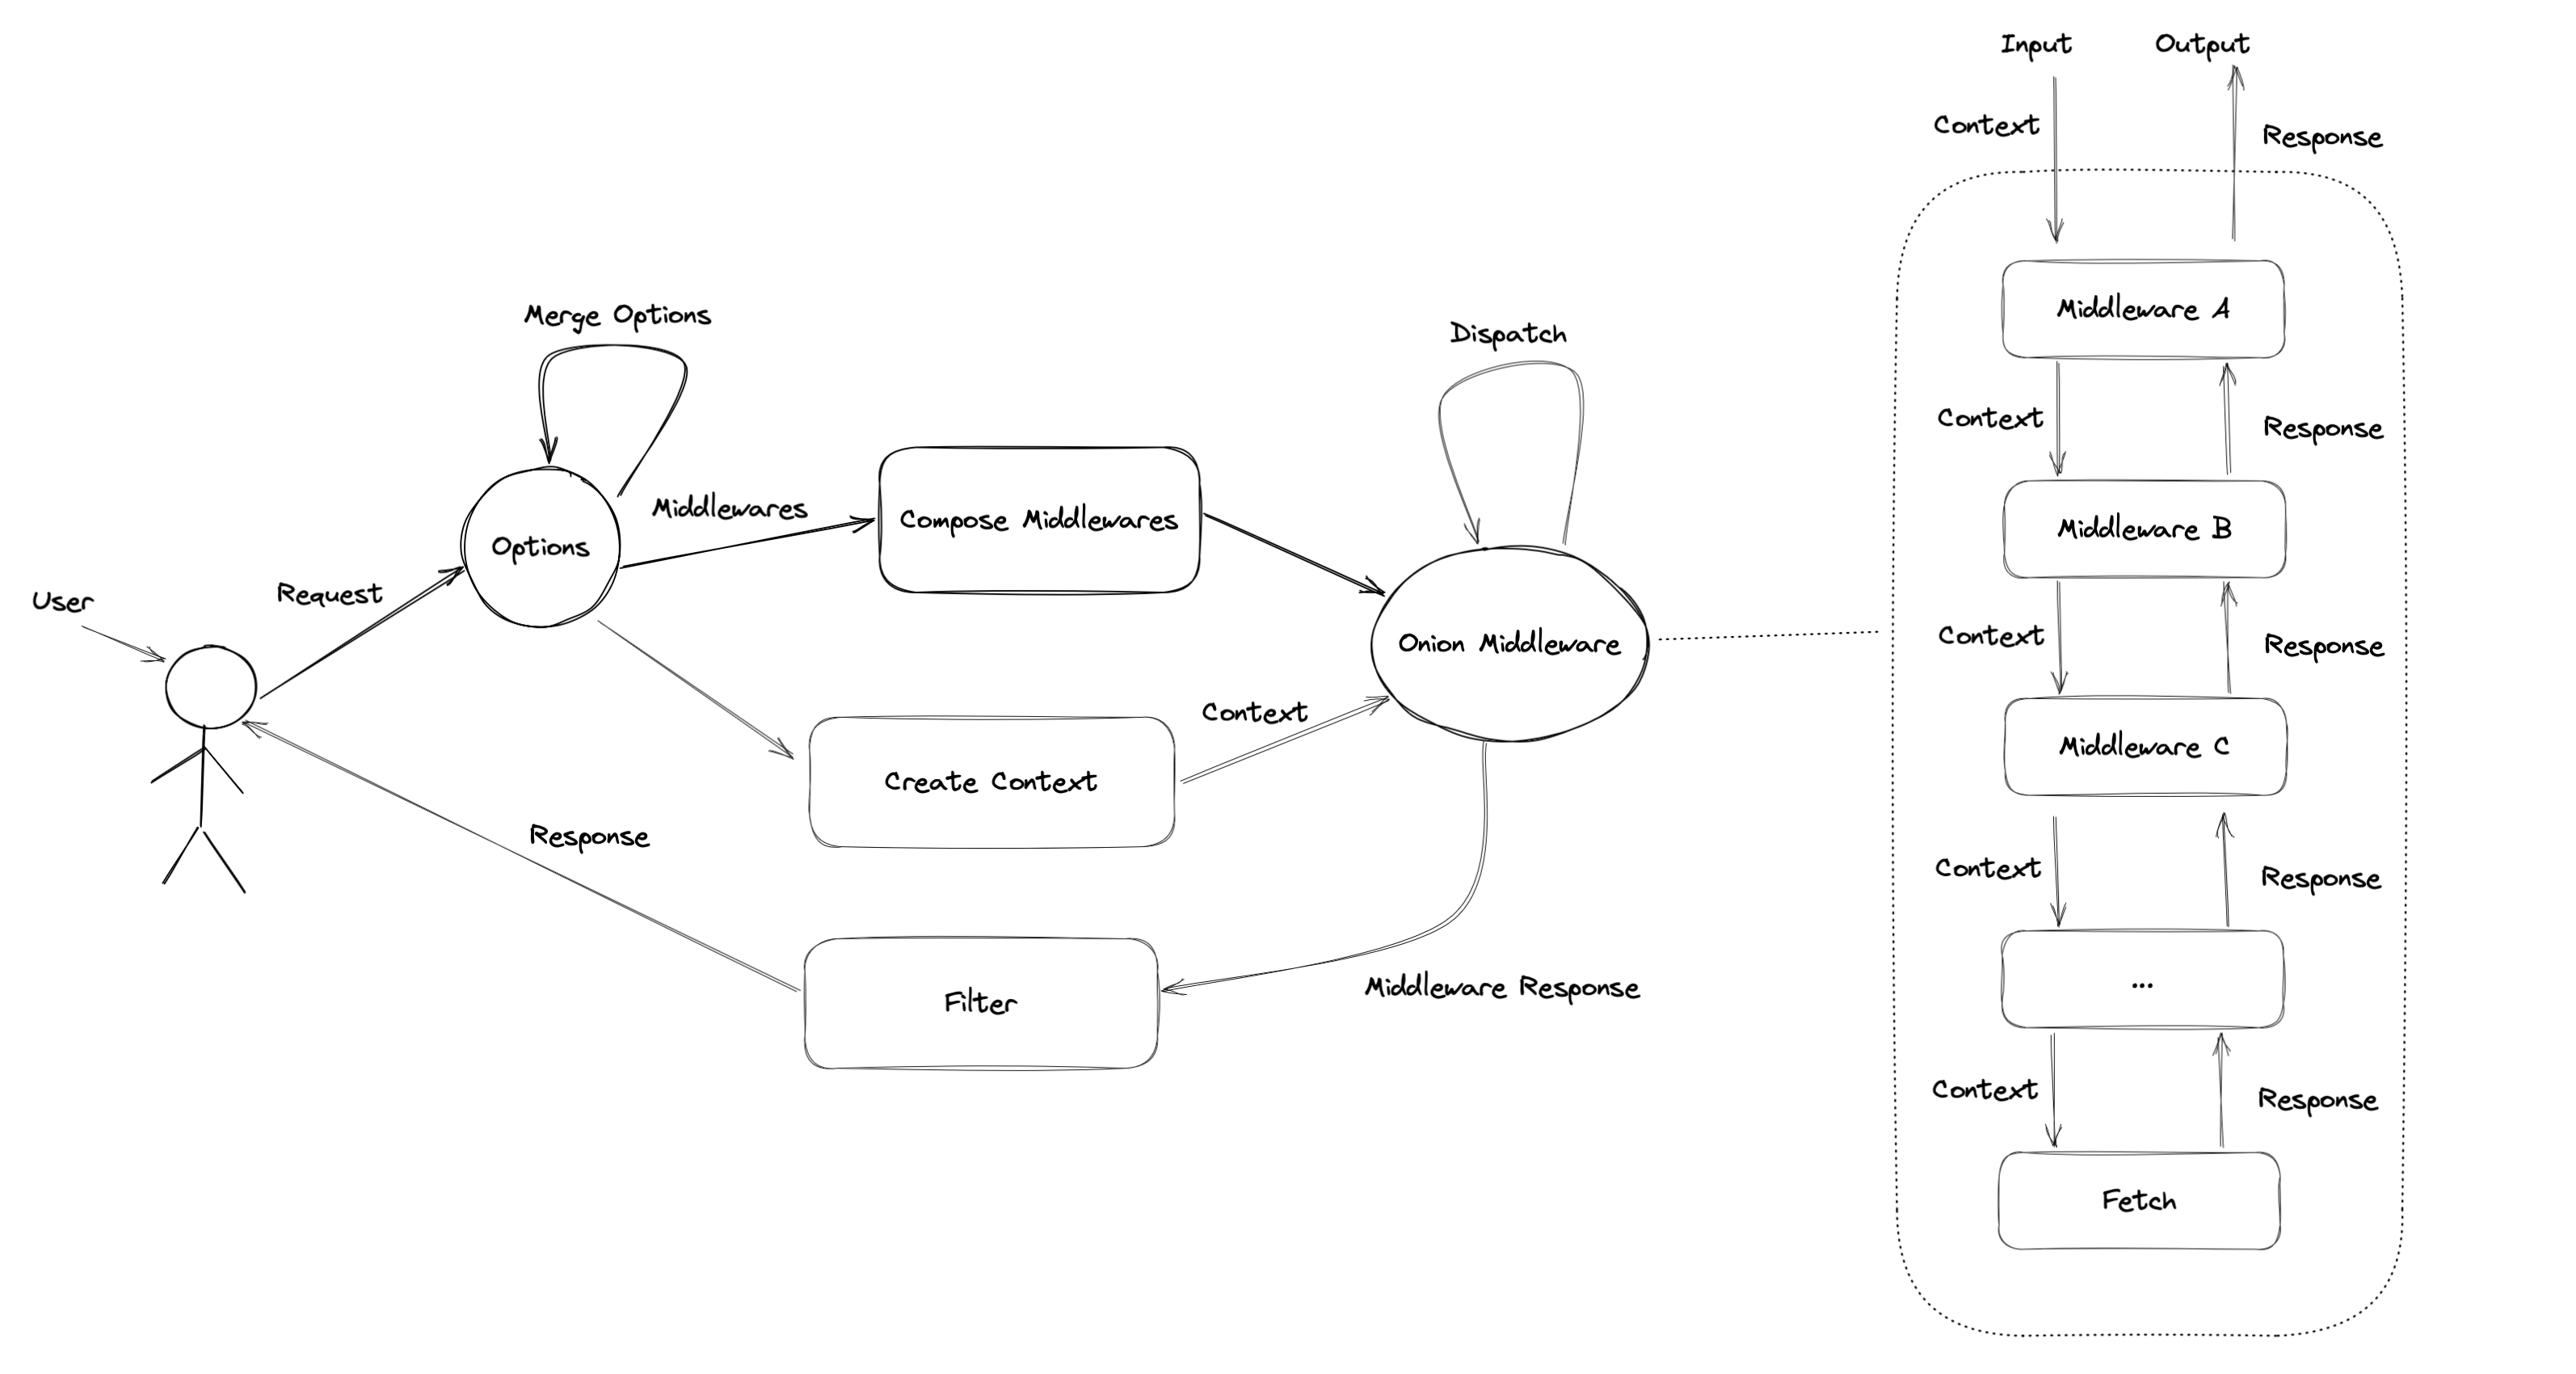 User
Request
Merge Options
Options
Middlewares
Compose Middlewares
Create Context
Context
Dispatch
Onion Middleware
Middleware Response
Filter
Response
Input
Output
Context
Response
Middleware A
Context
Response
Middleware B
Context
Response
Middleware C
Context
Response
...
Context
Response
Fetch